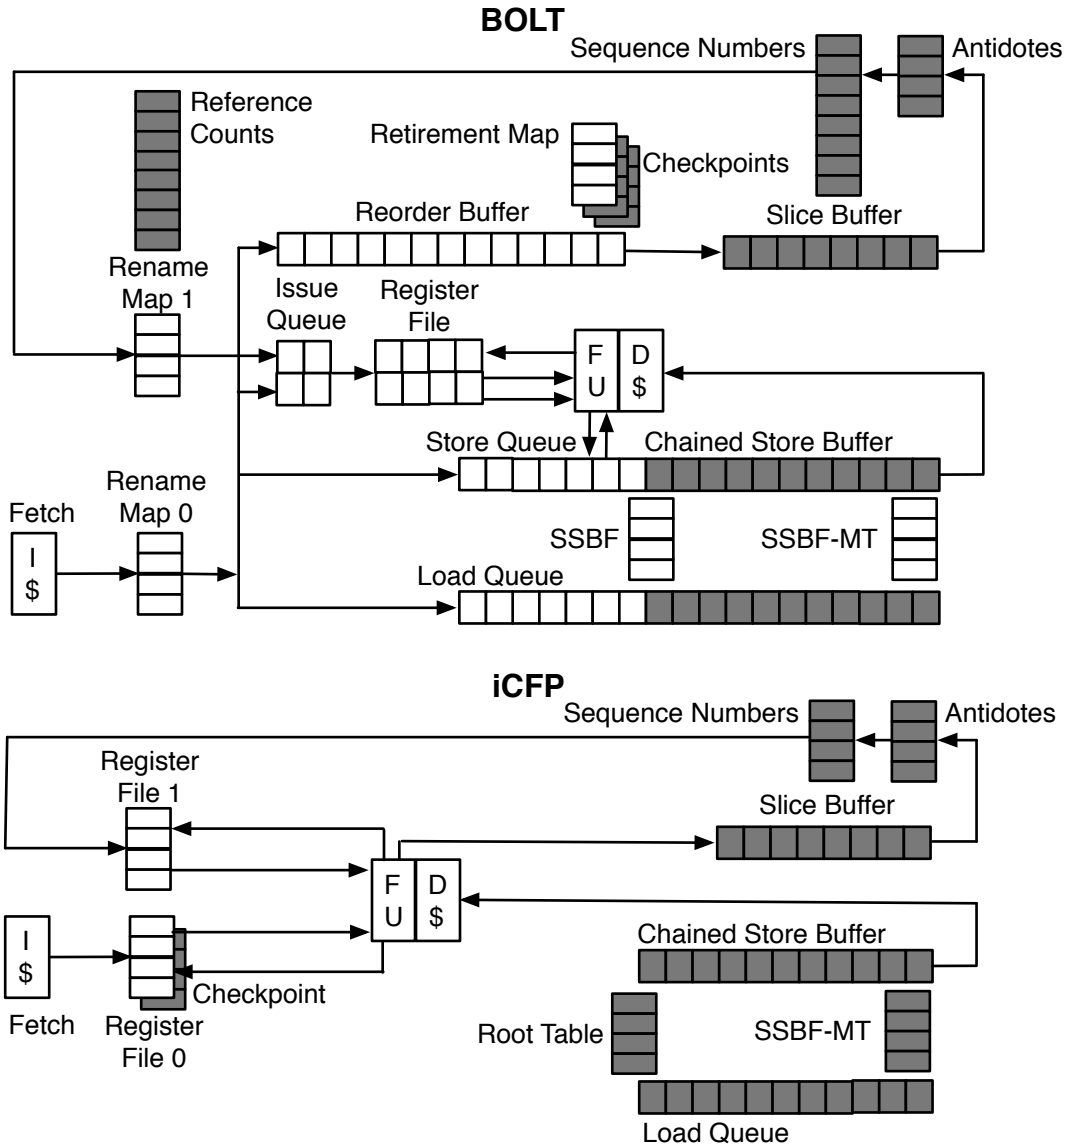 BOLT
Sequence Numbers
Antidotes
Reference
Counts
Retirement Map
Checkpoints
Reorder Buffer
Slice Buffer
Rename
Map 1
Issue
Queue
Register
File
F
U
D
$
Store Queue
Chained Store Buffer
Rename
Map 0
Fetch
I
$
SSBF
SSBF-MT
Load Queue
iCFP
Sequence Numbers
Antidotes
Register
File 1
Slice Buffer
F
U
D
$
I
$
Chained Store Buffer
Checkpoint
Fetch
Register
File 0
Root Table
SSBF-MT
Load Queue